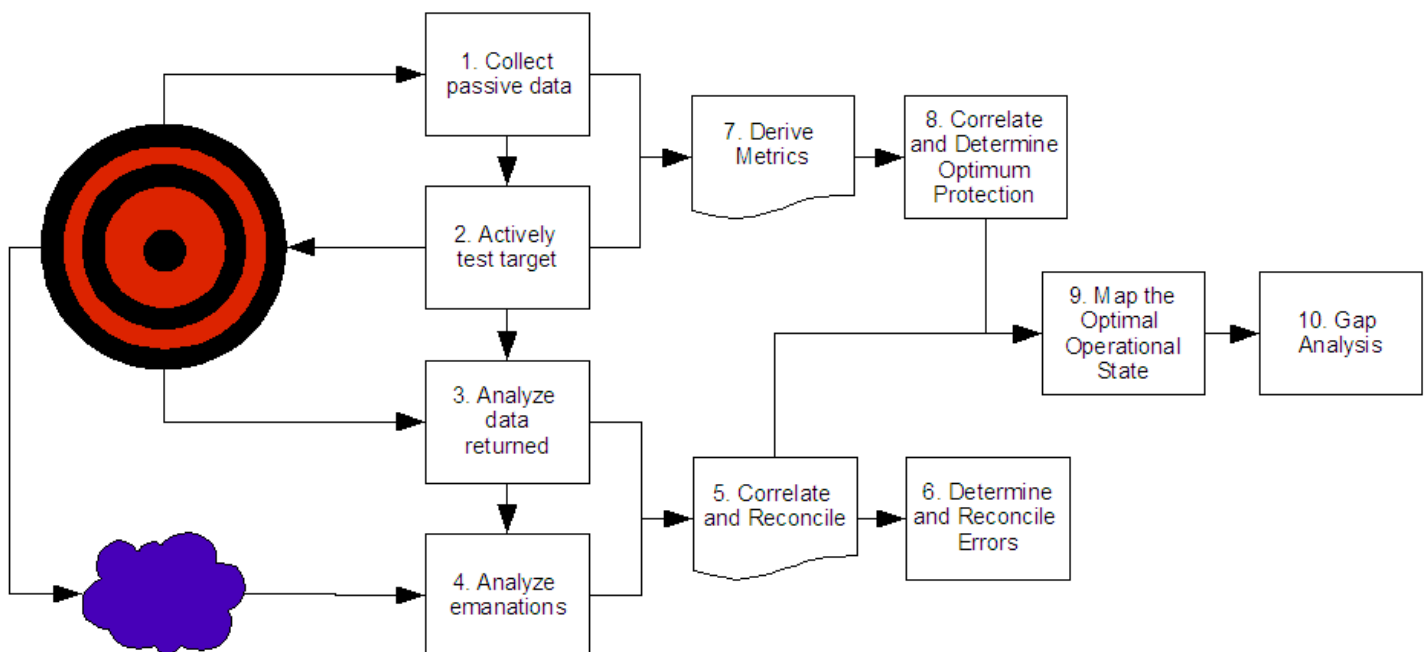 1. Collect
passive data
2. Actively
test target
3. Analyze
data
returned
4. Analyze
emanations
5. Correlate
and Reconcile
6. Determine
and Reconcile
Errors
7. Derive
Metrics
8. Correlate
and Determine
Optimum
Protection
9. Map the
Optimal
Operational
State
10. Gap
Analysis